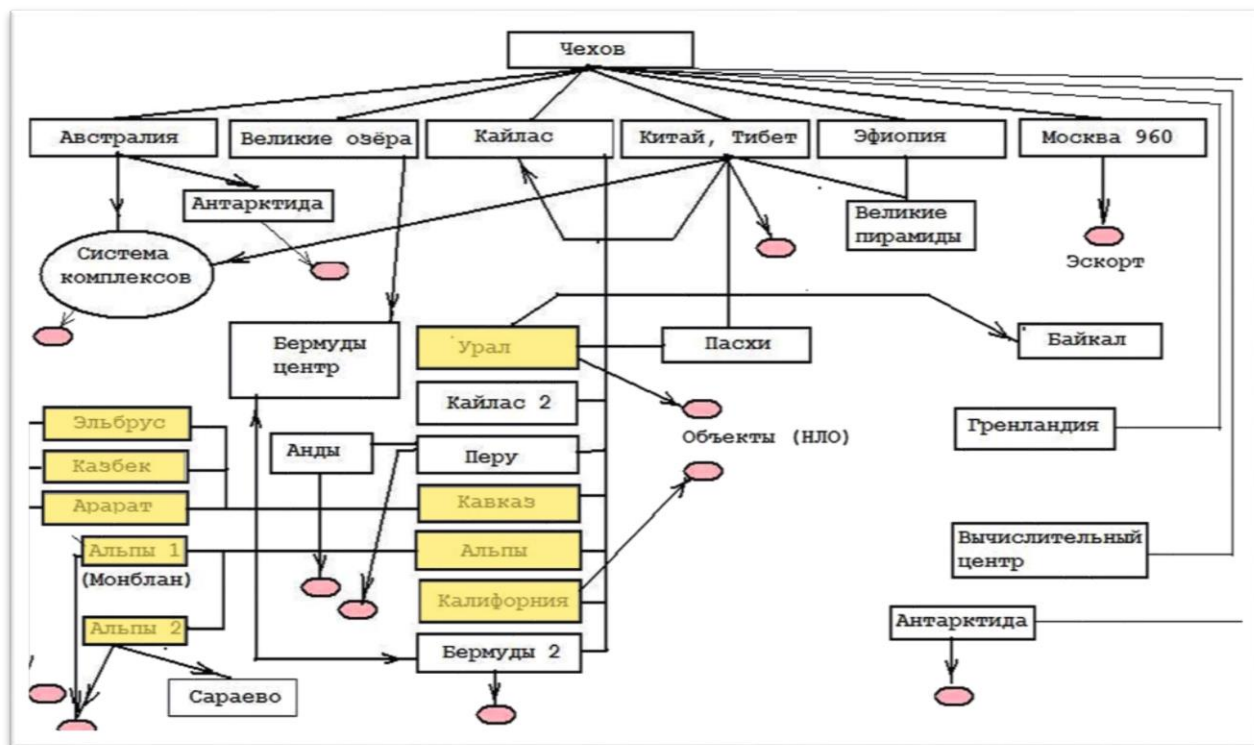 Чехов
Австралия
Великие озёра
Кайлас
Китай, Тибет
Эфиопия
Москва 960
Антарктида
Великие
пирамиды
Система
комплексов
Эскорт
Бермуды
центр
Урал
Пасхи
Байкал
Кайлас 2
Эльбрус
Гренландия
Объекты (НЛО)
Анды
Перу
Казбек
Арарат
Кавказ
Альпы 1
(Монблан)
Альпы
Вычислительный
центр
Калифорния
Альпы 2
Антарктида
Бермуды 2
Сараево